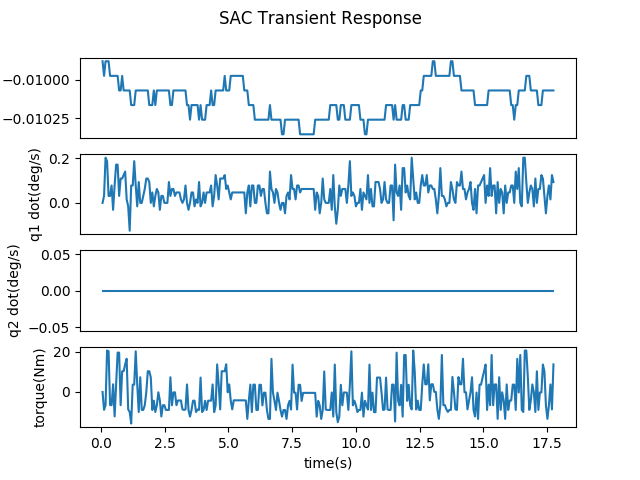 SAC Transient Response
−0.01000
−0.01025
q1 dot(deg/s)
0.2
0.0
q2 dot(deg/s)
0.05
0.00
−0.05
torque(Nm)
20
0
0.0 2.5 5.0 7.5 10.0 12.5 15.0 17.5
time(s)